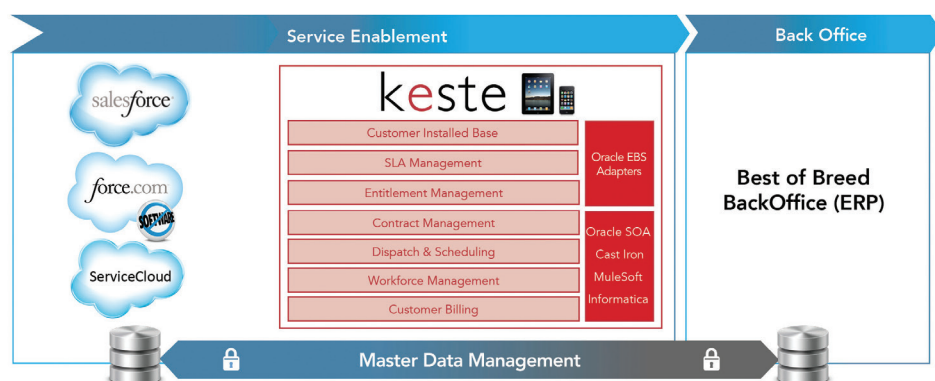 Service Enablement
Back Office
salesforce
force.com
SOFTWARE
ServiceCloud
keste
Customer Installed Base
SLA Management
Entitlement Management
Contract Management
Dispatch & Scheduling
Workforce Management
Customer Billing
Oracle EBS
Adapters
Oracle SOA
Cast Iron
MuleSoft
Informatica
Best of Breed
BackOffice (ERP)
Master Data Management